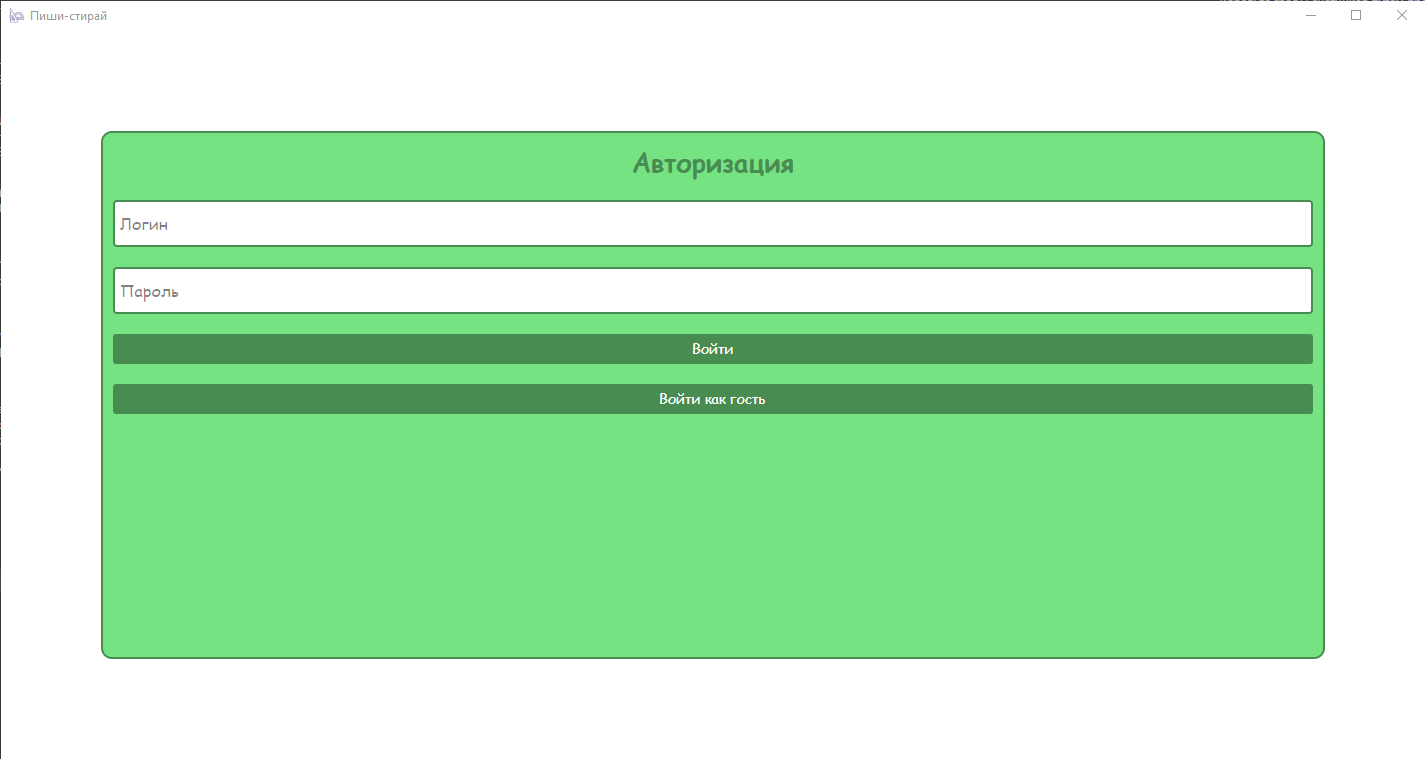 Пиши-стирай
Авторизация
Логин
Пароль
Войти
Войти как гость